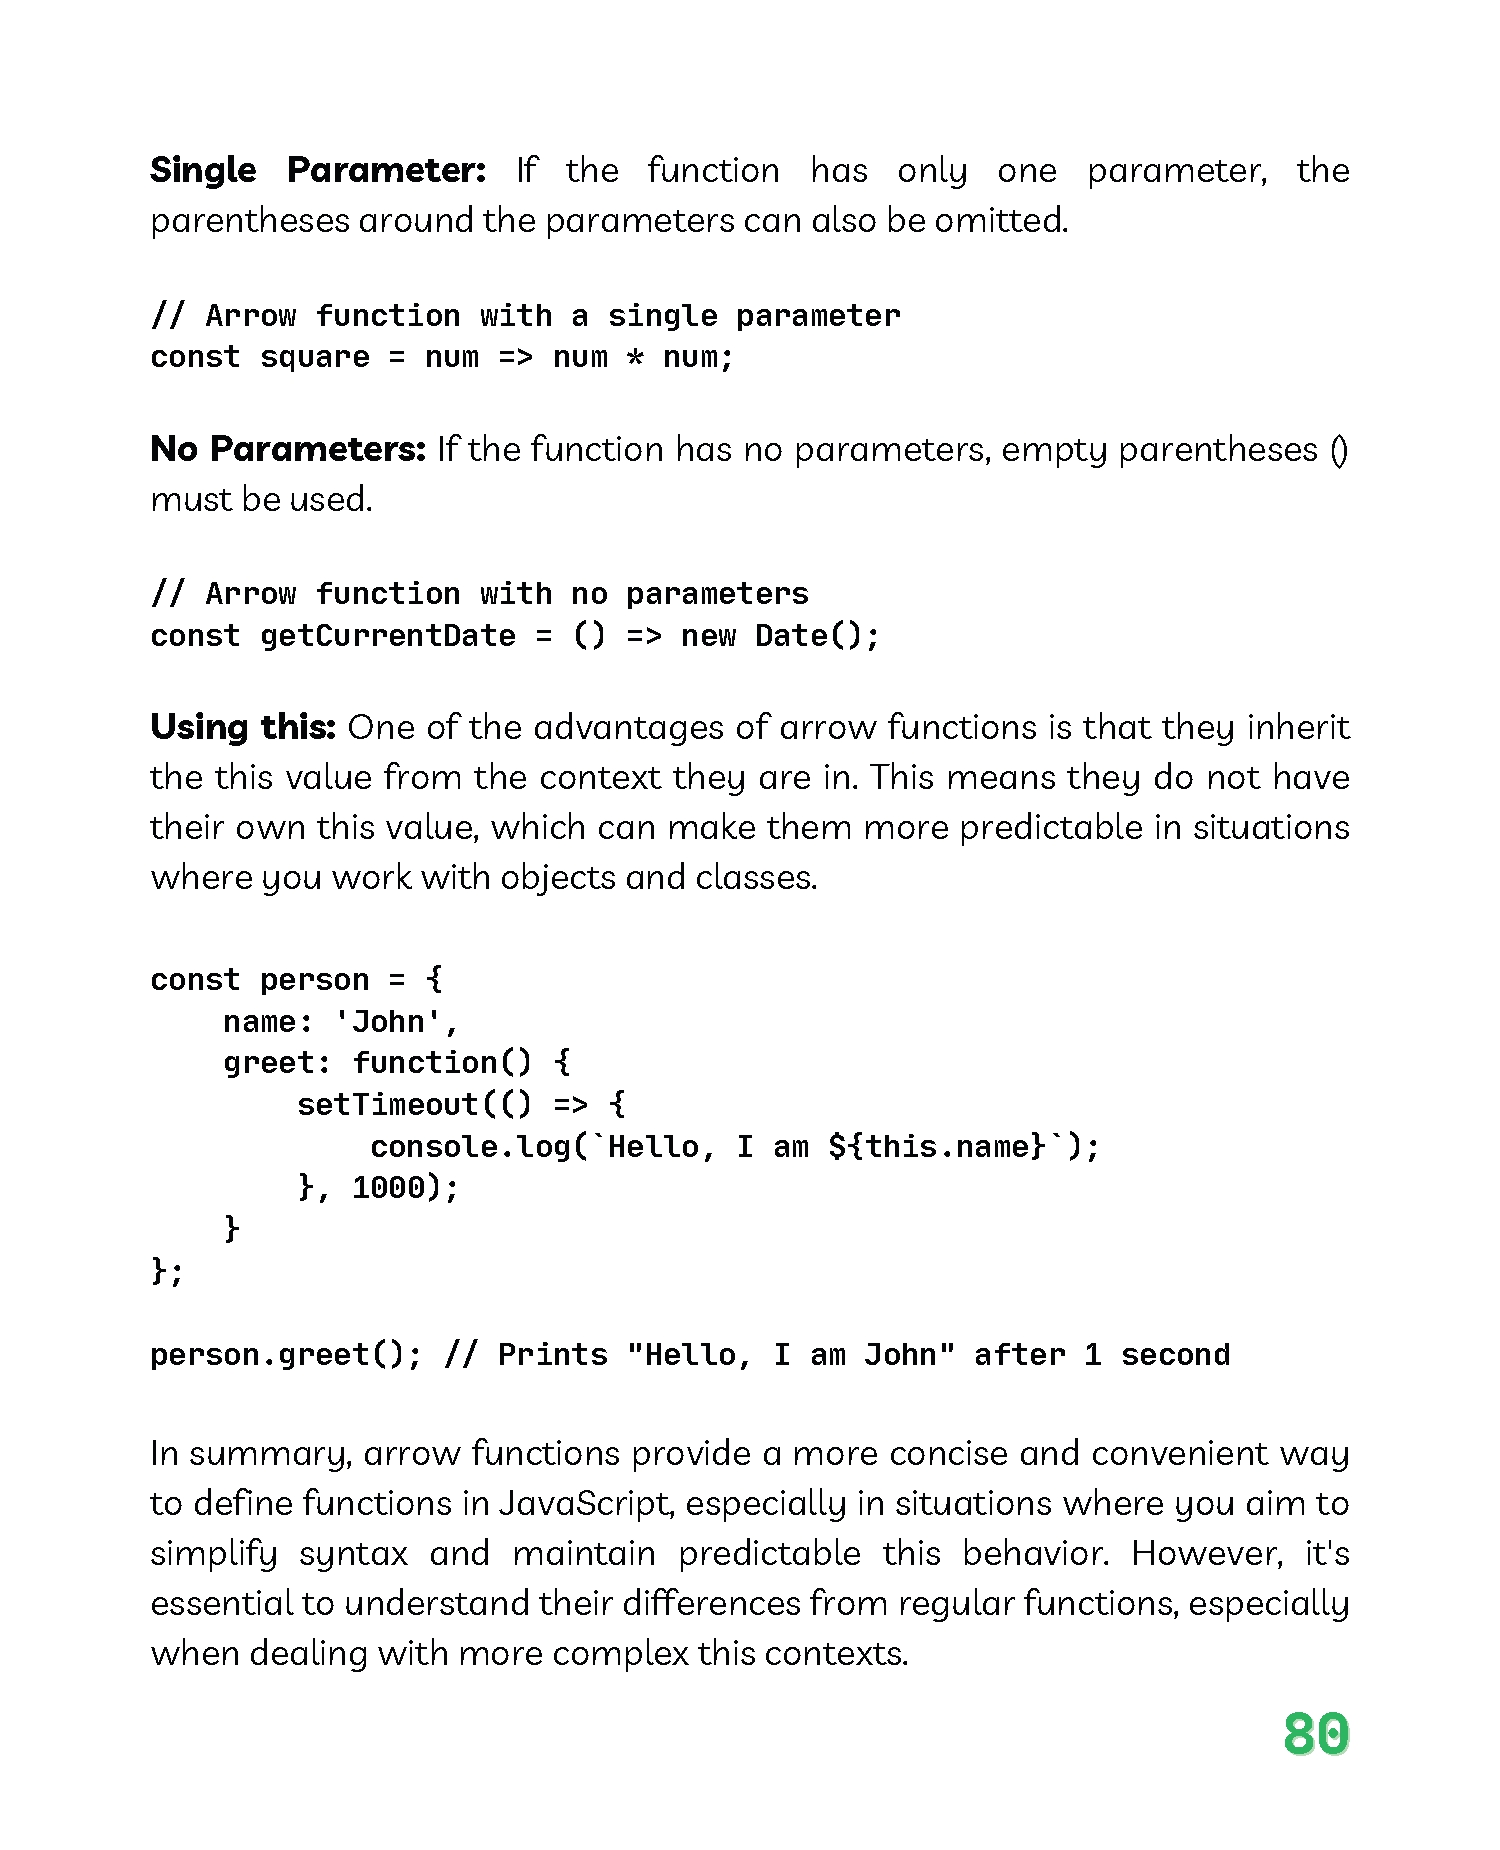 Single Parameter: If the function has only one parameter, the
parentheses around the parameters can also be omitted.
// Arrow function with a single parameter
const square = num => num * num;
No Parameters: If the function has no parameters, empty parentheses ()
must be used.
// Arrow function with no parameters
const getCurrentDate = () => new Date();
Using this: One of the advantages of arrow functions is that they inherit
the this value from the context they are in. This means they do not have
their own this value, which can make them more predictable in situations
where you work with objects and classes.
const person = {
    name: 'John',
    greet: function() {
        setTimeout(() => {
            console.log(`Hello, I am ${this.name}`);
        }, 1000);
    }
};
person.greet(); // Prints "Hello, I am John" after 1 second
In summary, arrow functions provide a more concise and convenient way
to define functions in JavaScript, especially in situations where you aim to
simplify syntax and maintain predictable this behavior. However, it's
essential to understand their differences from regular functions, especially
when dealing with more complex this contexts.
80